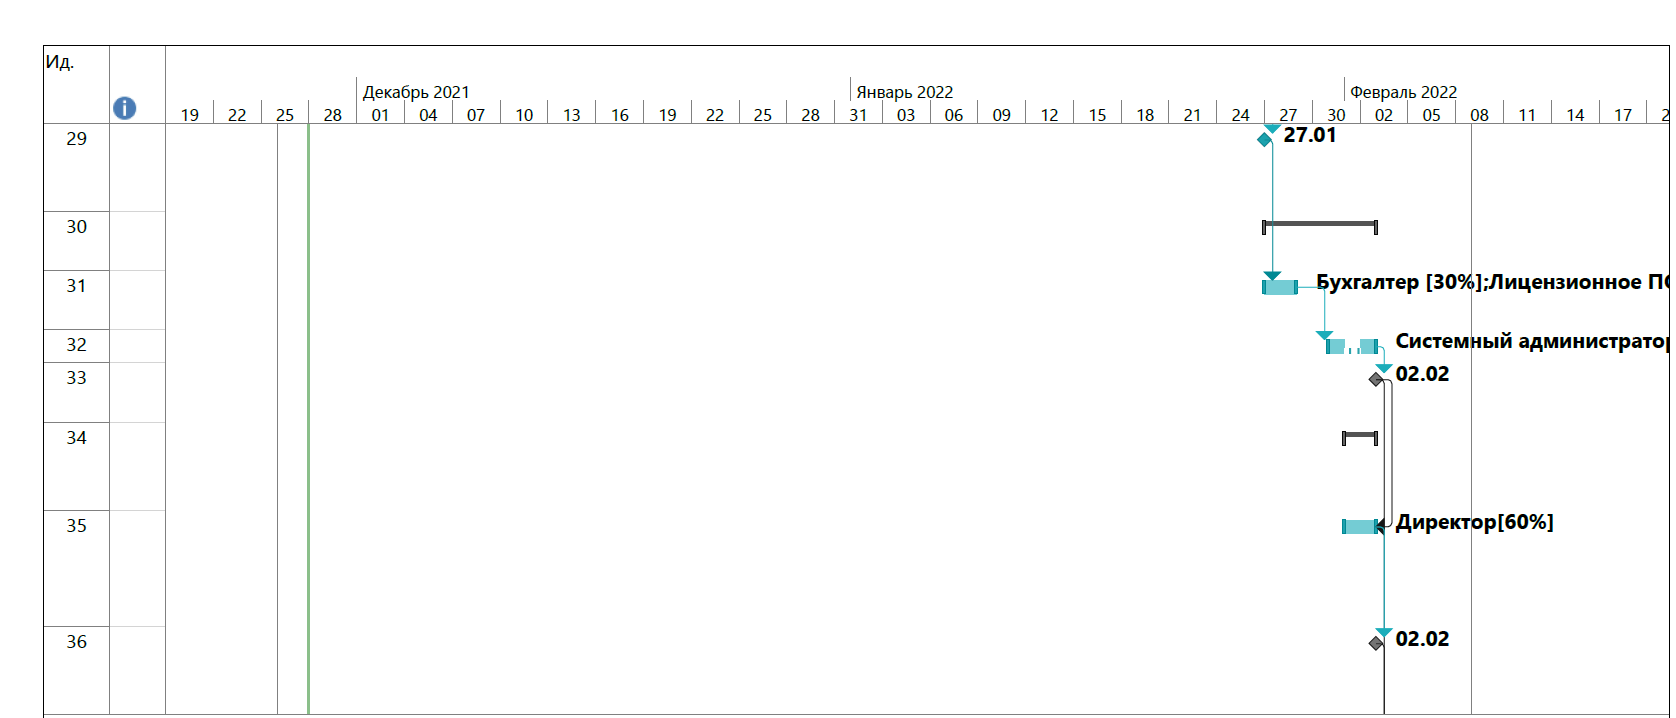 Ид.
Декабрь 2021 Январь 2022 Февраль 2022
19 22 25 28 01 04 07 10 13 16 19 22 25 28 31 03 06 09 12 15 18 21 24 27 30 02 05 08 11 14 17 2
29 27.01
30
31 Бухгалтер [30%];Лицензионное ПО
32 Системный администратор
33 02.02
34
35 Директор[60%]
36 02.02